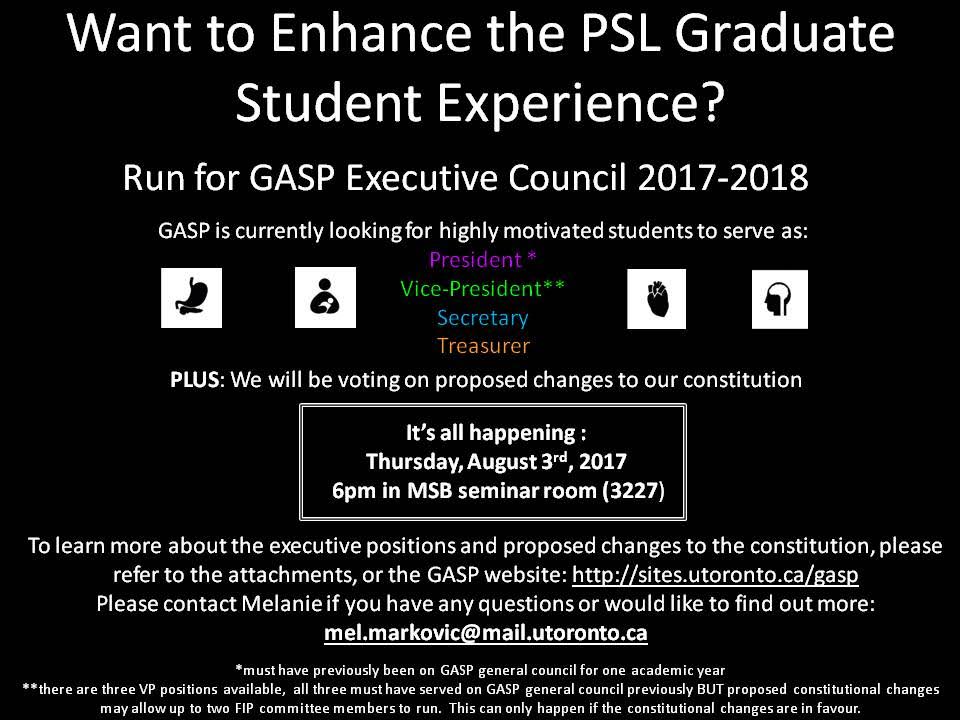 Want to Enhance the PSL Graduate
Student Experience?
Run for GASP Executive Council 2017-2018
GASP is currently looking for highly motivated students to serve as:
President *
Vice-President**
Secretary
Treasurer
PLUS: We will be voting on proposed changes to our constitution
It's all happening :
Thursday, August 3rd, 2017
6pm in MSB seminar room (3227)
To learn more about the executive positions and proposed changes to the constitution, please
refer to the attachments, or the GASP website: http://sites.utoronto.ca/gasp
Please contact Melanie if you have any questions or would like to find out more:
mel.markovic@mail.utoronto.ca
*must have previously been on GASP general council for one academic year
**there are three VP positions available, all three must have served on GASP general council previously BUT proposed constitutional changes
may allow up to two FIP committee members to run. This can only happen if the constitutional changes are in favour.